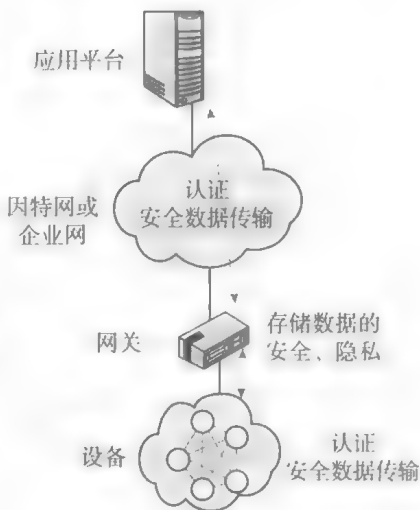 应用平台
认证
安全数据传输
因特网或
企业网
网关
存储数据的
安全、隐私
设备
认证
安全数据传输